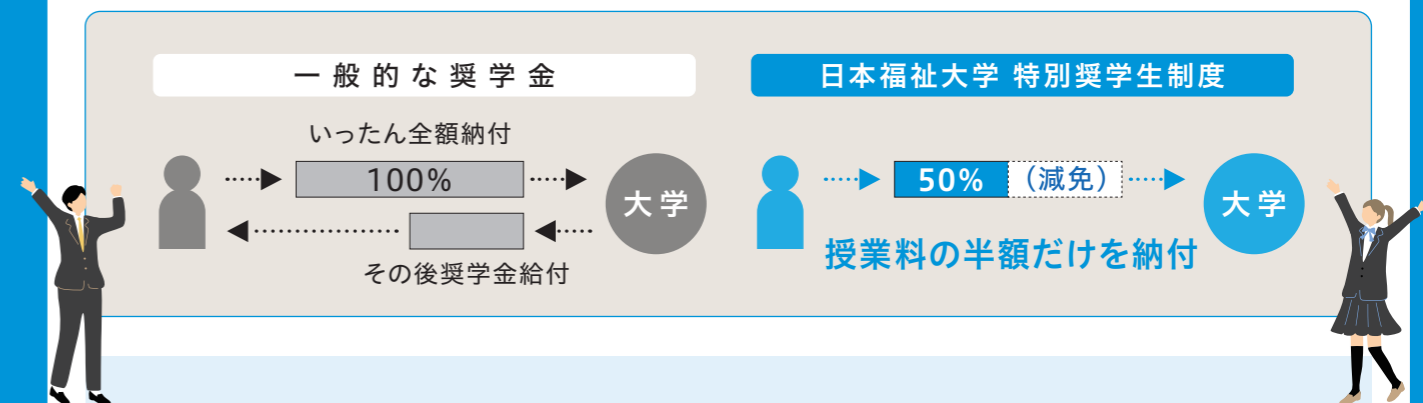 一般的な奨学金
いったん全額納付
100%
大学
その後奨学金給付
日本福祉大学 特別奨学生制度
50% （減免）
大学
授業料の半額だけを納付